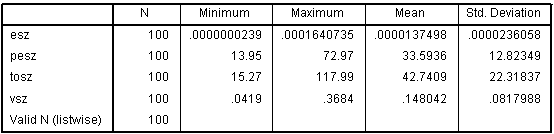 N Minimum Maximum Mean Std. Deviation
esz 100 .0000000239 .0001640735 .0000137498 .0000236058
pesz 100 13.95 72.97 33.5936 12.82349
tosz 100 15.27 117.99 42.7409 22.31837
vsz 100 .0419 .3684 .148042 .0817988
Valid N (listwise) 100